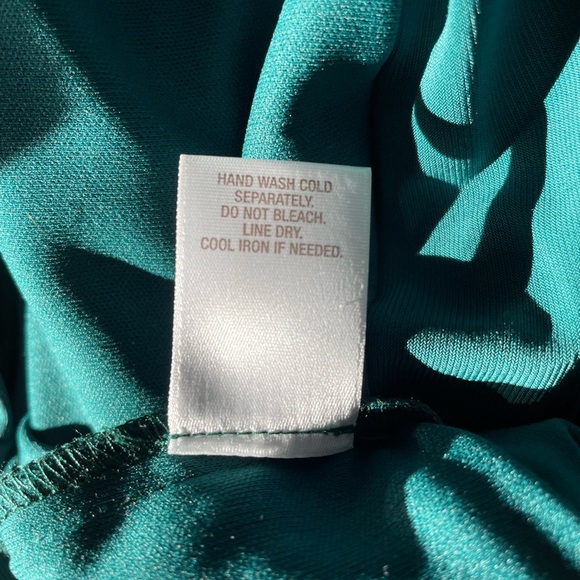 HAND WASH COLD
SEPARATELY.
DO NOT BLEACH.
LINE DRY.
COOL IRON IF NEEDED.